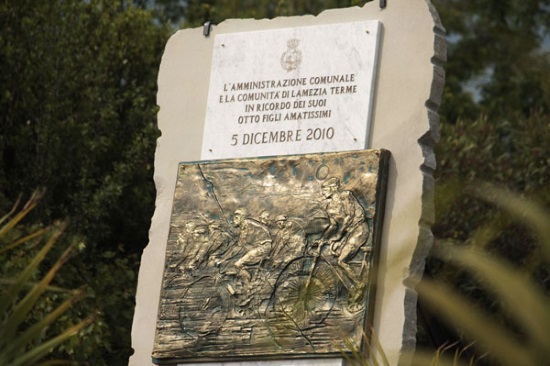 L'AMMINISTRAZIONE COMUNALE
E LA COMUNITÀ DI LAMEZIA TERME
IN RICORDO DEI SUOI
OTTO FIGLI AMATISSIMI
5 DICEMBRE 2010